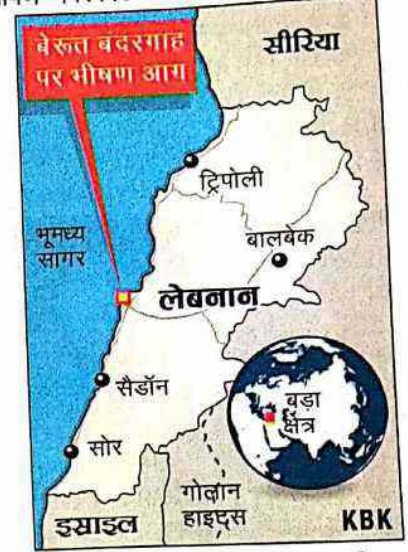 बेरूत बंदरगाह
पर भीषण आग
सीरिया
ट्रिपोली
भूमध्य
सागर
बालबेक
लेबनान
सैडॉन
बड़ा
क्षेत्र
सोर
गोलान
हाइट्स
इस्राइल
KBK